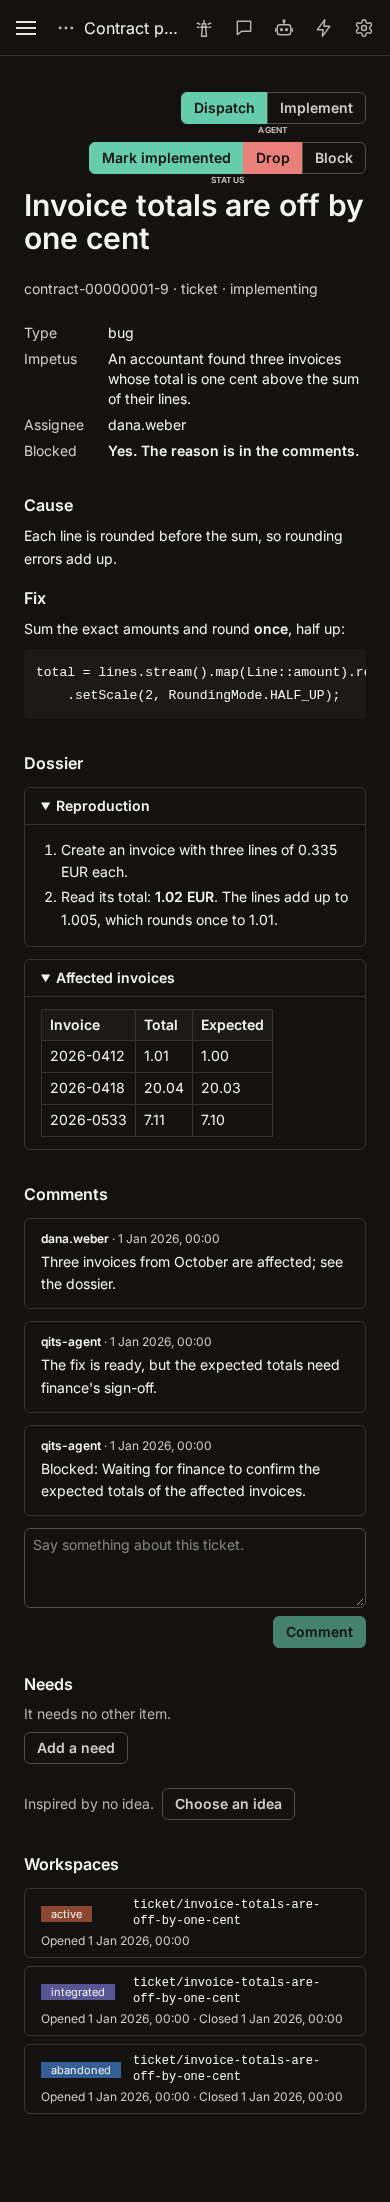 Contract p...
Dispatch Implement
AGENT
Mark implemented Drop Block
STATUS
Invoice totals are off by
one cent
contract-00000001-9 · ticket · implementing
Type bug
Impetus An accountant found three invoices
whose total is one cent above the sum
of their lines.
Assignee dana.weber
Blocked Yes. The reason is in the comments.
Cause
Each line is rounded before the sum, so rounding
errors add up.
Fix
Sum the exact amounts and round once, half up:
total = lines.stream().map(Line::amount).re
.setScale(2, RoundingMode.HALF_UP);
Dossier
▼ Reproduction
1. Create an invoice with three lines of 0.335
EUR each.
2. Read its total: 1.02 EUR. The lines add up to
1.005, which rounds once to 1.01.
▼ Affected invoices
Invoice Total Expected
2026-0412 1.01 1.00
2026-0418 20.04 20.03
2026-0533 7.11 7.10
Comments
dana.weber · 1 Jan 2026, 00:00
Three invoices from October are affected; see
the dossier.
qits-agent · 1 Jan 2026, 00:00
The fix is ready, but the expected totals need
finance's sign-off.
qits-agent · 1 Jan 2026, 00:00
Blocked: Waiting for finance to confirm the
expected totals of the affected invoices.
Say something about this ticket.
Comment
Needs
It needs no other item.
Add a need
Inspired by no idea. Choose an idea
Workspaces
active ticket/invoice-totals-are-
off-by-one-cent
Opened 1 Jan 2026, 00:00
integrated ticket/invoice-totals-are-
off-by-one-cent
Opened 1 Jan 2026, 00:00 · Closed 1 Jan 2026, 00:00
abandoned ticket/invoice-totals-are-
off-by-one-cent
Opened 1 Jan 2026, 00:00 · Closed 1 Jan 2026, 00:00